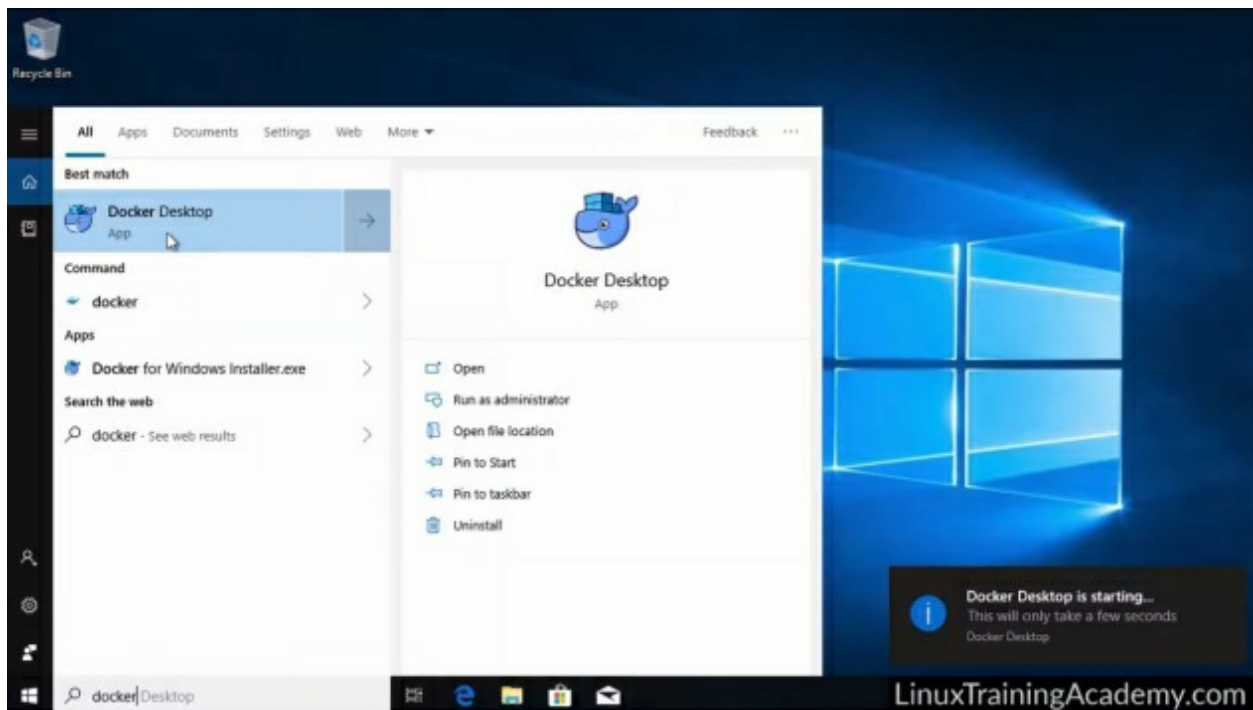 Recycle Bin
All Apps Documents Settings Web More Feedback ...
Best match
Docker Desktop
App
Command
docker
Apps
Docker for Windows Installer.exe
Search the web
docker - See web results
Docker Desktop
App
Open
Run as administrator
Open file location
Pin to Start
Pin to taskbar
Uninstall
Docker Desktop is starting...
This will only take a few seconds
Docker Desktop
docker Desktop
LinuxTrainingAcademy.com